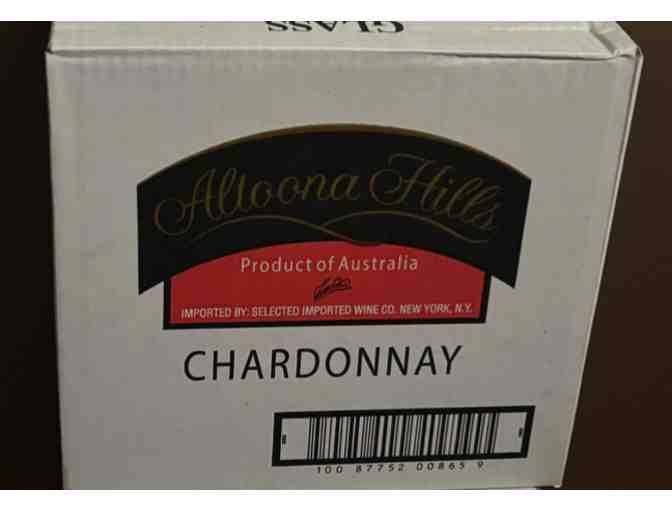 GLASS
Altoona Hills
Product of Australia
IMPORTED BY: SELECTED IMPORTED WINE CO. NEW YORK, N.Y.
CHARDONNAY
100 87752 00865 9